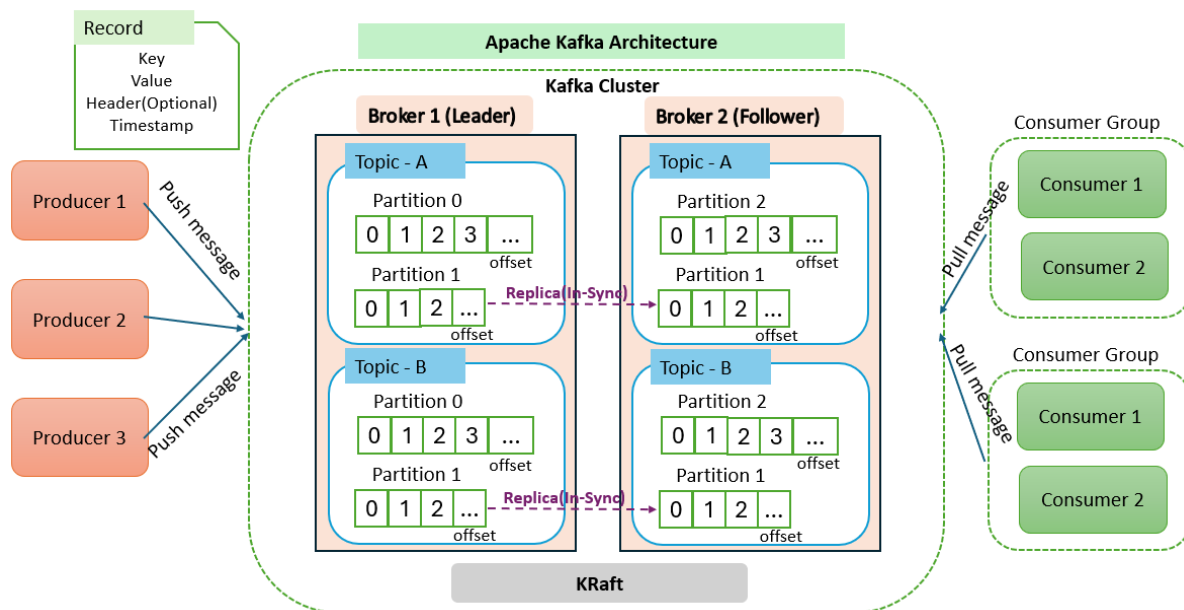 Record
Key
Value
Header(Optional)
Timestamp
Apache Kafka Architecture
Kafka Cluster
Producer 1
Producer 2
Producer 3
Push message
Push message
Broker 1 (Leader)
Topic - A
Partition 0
0 1 2 3 ...
offset
Partition 1
0 1 2 ...
offset
Replica(In-Sync)
Topic - B
Partition 0
0 1 2 3 ...
offset
Partition 1
0 1 2 ...
offset
Replica(In-Sync)
Broker 2 (Follower)
Topic - A
Partition 2
0 1 2 3 ...
offset
Partition 1
0 1 2 ...
offset
Topic - B
Partition 2
0 1 2 3 ...
offset
Partition 1
0 1 2 ...
offset
KRaft
Pull message
Pull message
Consumer Group
Consumer 1
Consumer 2
Consumer Group
Consumer 1
Consumer 2